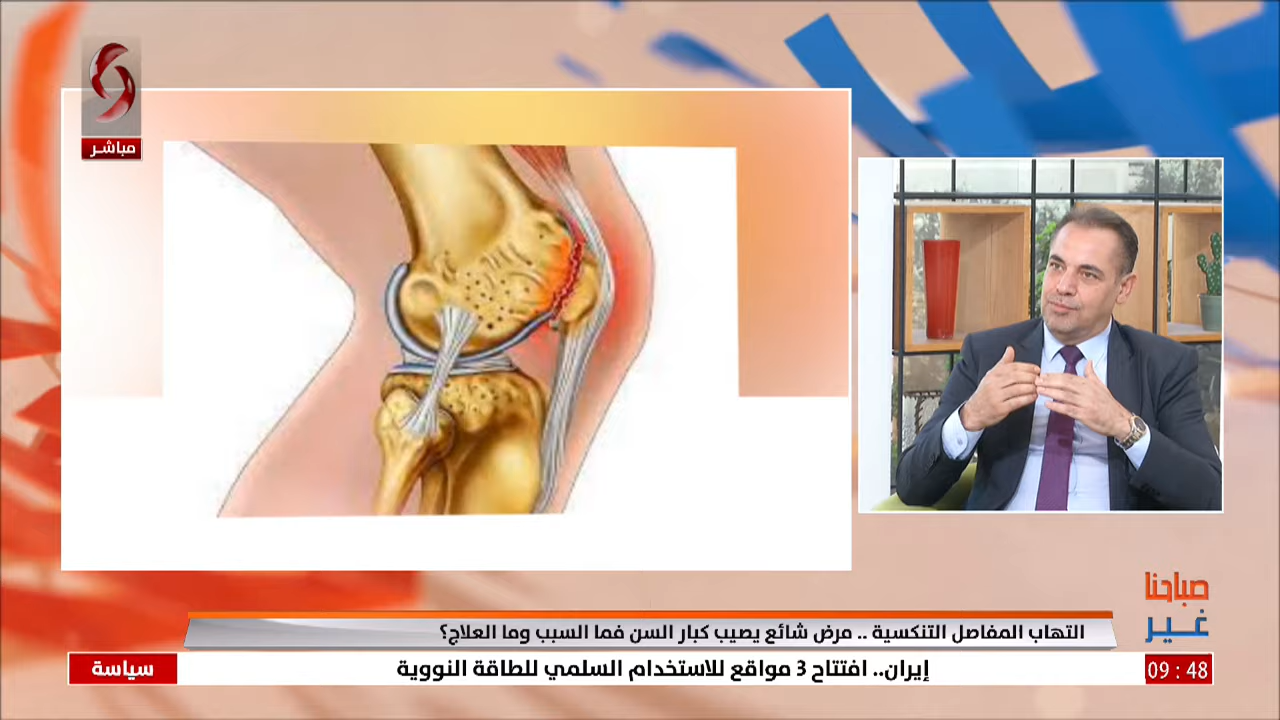 مباشر
صباحنا
غير
التهاب المفاصل التنكسية .. مرض شائع يصيب كبار السن فما السبب وما العلاج؟
إيران.. افتتاح 3 مواقع للاستخدام السلمي للطاقة النووية
سياسة
09 : 48